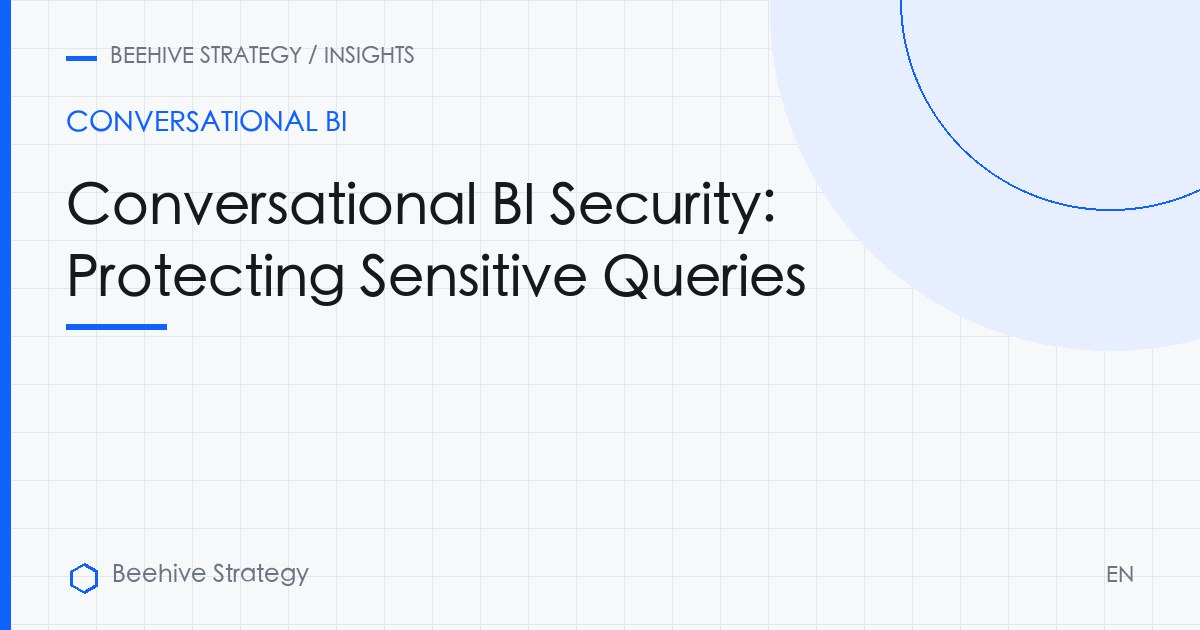 BEEHIVE STRATEGY / INSIGHTS
CONVERSATIONAL BI
Conversational BI Security:
Protecting Sensitive Queries
Beehive Strategy
EN